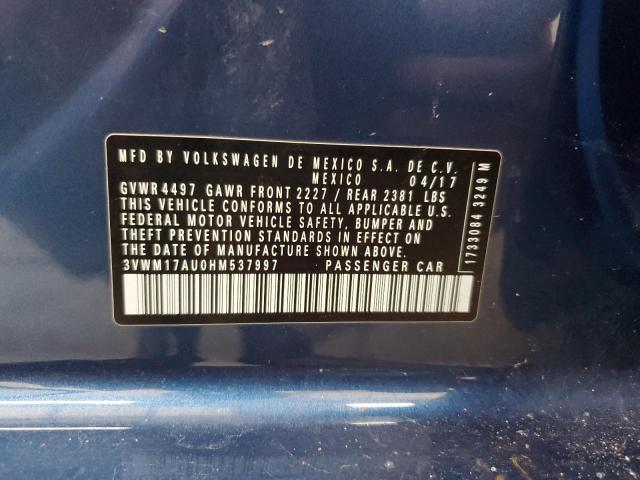 MFD BY VOLKSWAGEN DE MEXICO S.A. DE C.V.
MEXICO 04/17
GVWR 4497 GAWR FRONT 2227 / REAR 2381 LBS
THIS VEHICLE CONFORMS TO ALL APPLICABLE U.S.
FEDERAL MOTOR VEHICLE SAFETY, BUMPER AND
THEFT PREVENTION STANDARDS IN EFFECT ON
THE DATE OF MANUFACTURE SHOWN ABOVE.
3VWM17AU0HM537997 PASSENGER CAR
1733084 3249 M